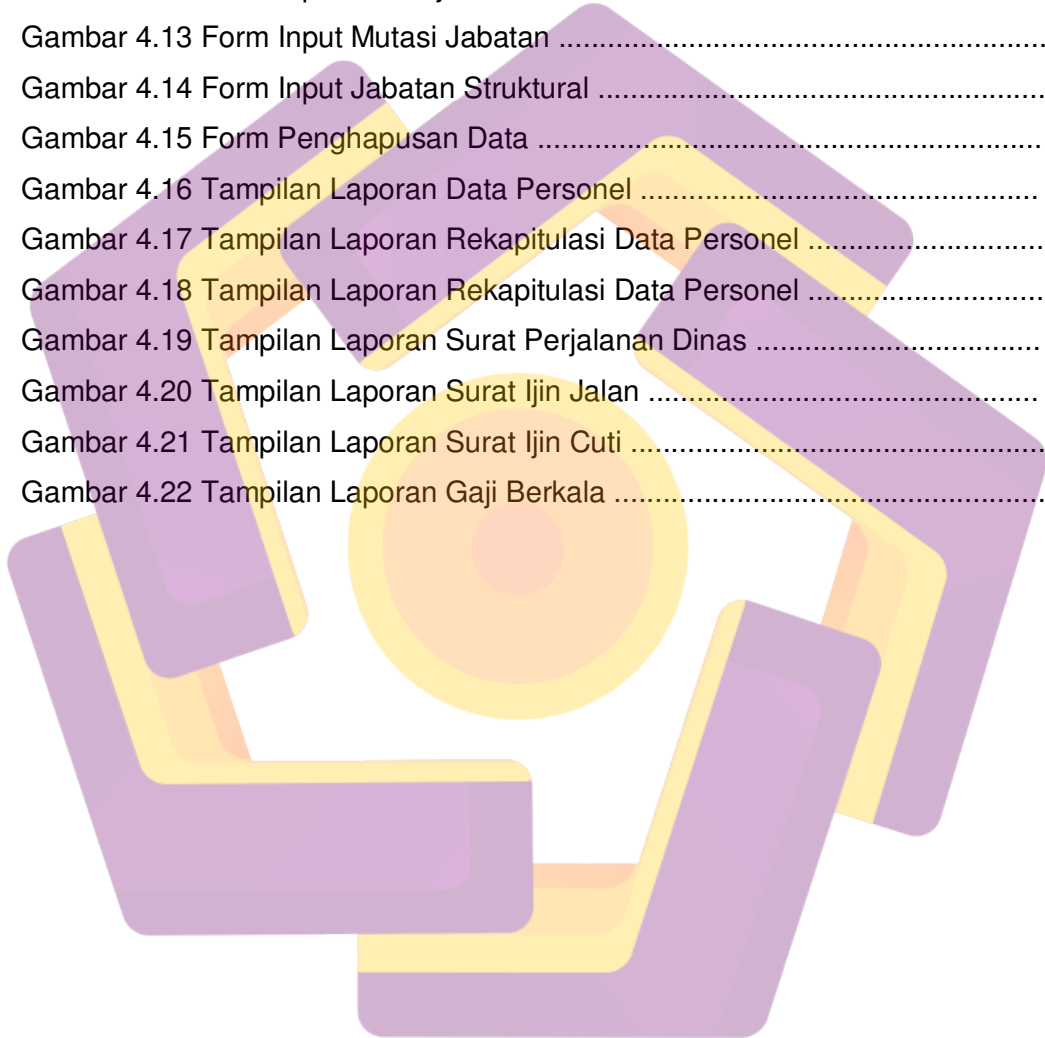 Gambar 4.13 Form Input Mutasi Jabatan ..........................................................
Gambar 4.14 Form Input Jabatan Struktural .....................................................
Gambar 4.15 Form Penghapusan Data ............................................................
Gambar 4.16 Tampilan Laporan Data Personel ................................................
Gambar 4.17 Tampilan Laporan Rekapitulasi Data Personel ............................
Gambar 4.18 Tampilan Laporan Rekapitulasi Data Personel ............................
Gambar 4.19 Tampilan Laporan Surat Perjalanan Dinas ..................................
Gambar 4.20 Tampilan Laporan Surat Ijin Jalan ...............................................
Gambar 4.21 Tampilan Laporan Surat Ijin Cuti ..................................................
Gambar 4.22 Tampilan Laporan Gaji Berkala ....................................................